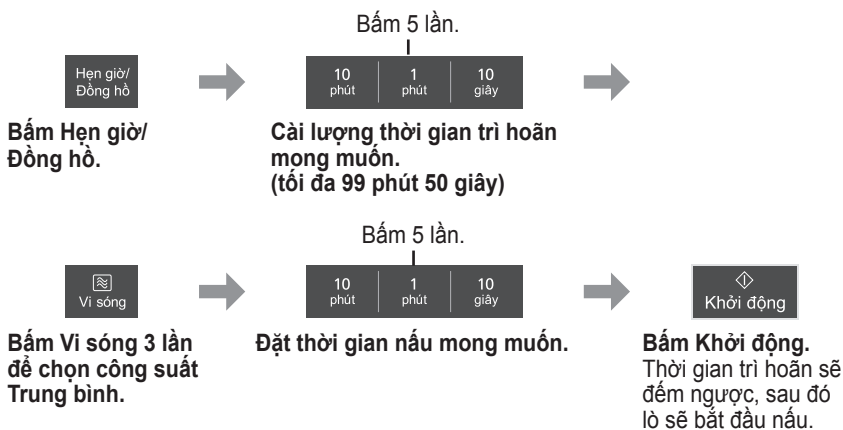 Bấm 5 lần.
Hẹn giờ/
Đồng hồ
10 phút
1 phút
10 giây
Bấm Hẹn giờ/
Đồng hồ.
Cài lượng thời gian trì hoãn
mong muốn.
(tối đa 99 phút 50 giây)
Bấm 5 lần.
Vi sóng
10 phút
1 phút
10 giây
Khởi động
Bấm Vi sóng 3 lần
để chọn công suất
Trung bình.
Đặt thời gian nấu mong muốn.
Bấm Khởi động.
Thời gian trì hoãn sẽ
đếm ngược, sau đó
lò sẽ bắt đầu nấu.